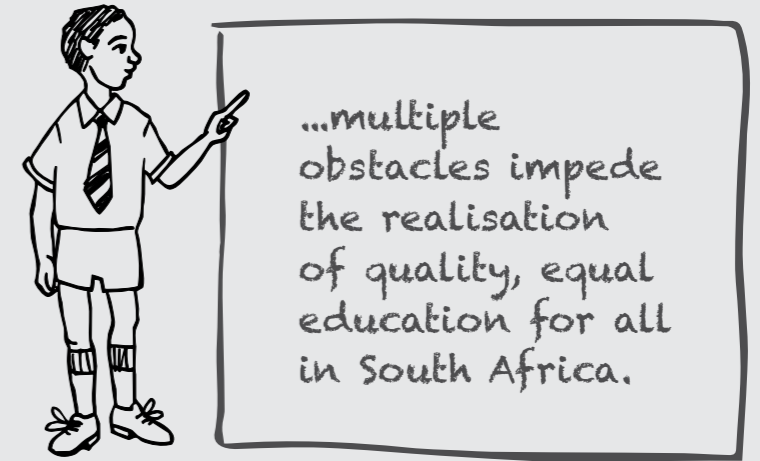 ...multiple
obstacles impede
the realisation
of quality, equal
education for all
in South Africa.